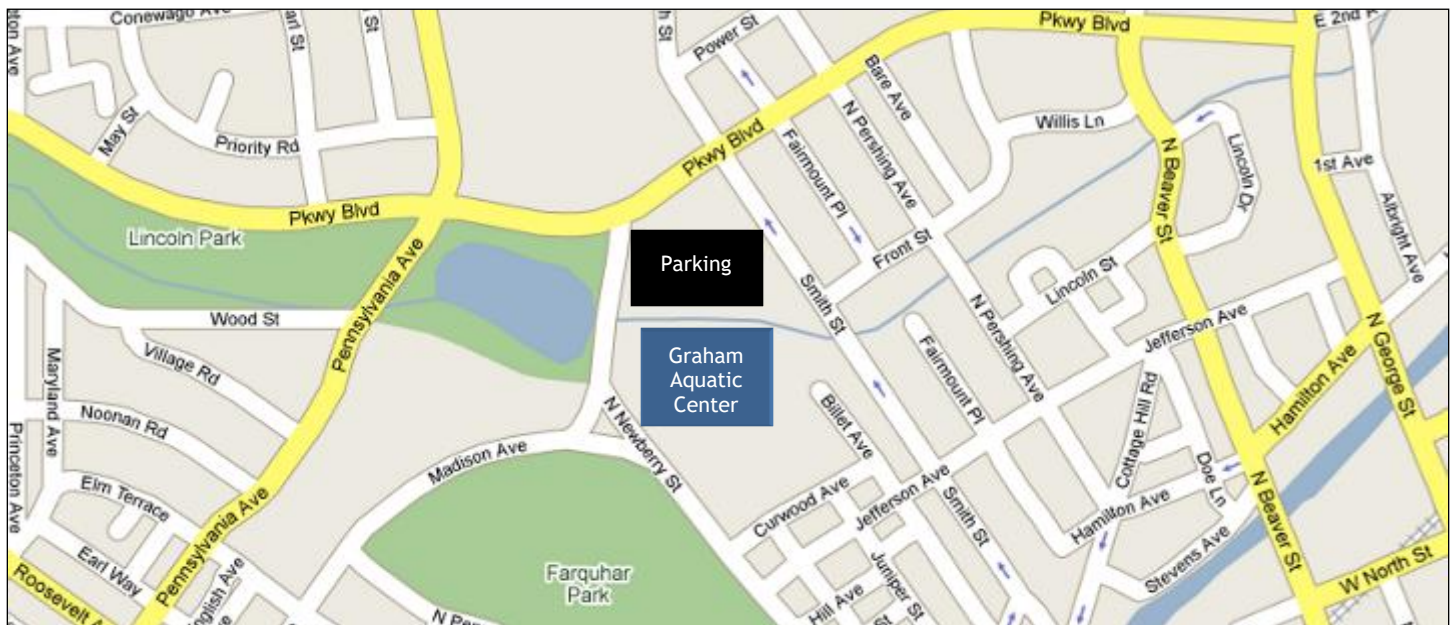 Conewago Ave
Pkwy Blvd
E 2nd
Power St
Bare Ave
May St
Priority Rd
Willis Ln
Lincoln Dr
1st Ave
Pkwy Blvd
N Pershing Ave
Fairmount Pl
N Beaver St
Albright Ave
Pkwy Blvd
Lincoln Park
Pennsylvania Ave
Parking
Front St
Smith St
Lincoln St
N Pershing Ave
Wood St
Jefferson Ave
N George St
Village Rd
Graham
Aquatic
Center
Fairmount Pl
Hamilton Ave
Maryland Ave
Billet Ave
Cottage Hill Rd
Noonan Rd
Princeton Ave
N Newberry St
Madison Ave
Doe Ln
Elm Terrace
Pennsylvania Ave
Curwood Ave
Jefferson Ave
Smith St
Hamilton Ave
N Beaver St
Earl Way
Stevens Ave
W North St
Farquhar
Park
Juniper St
Hill Ave
Roosevelt
St